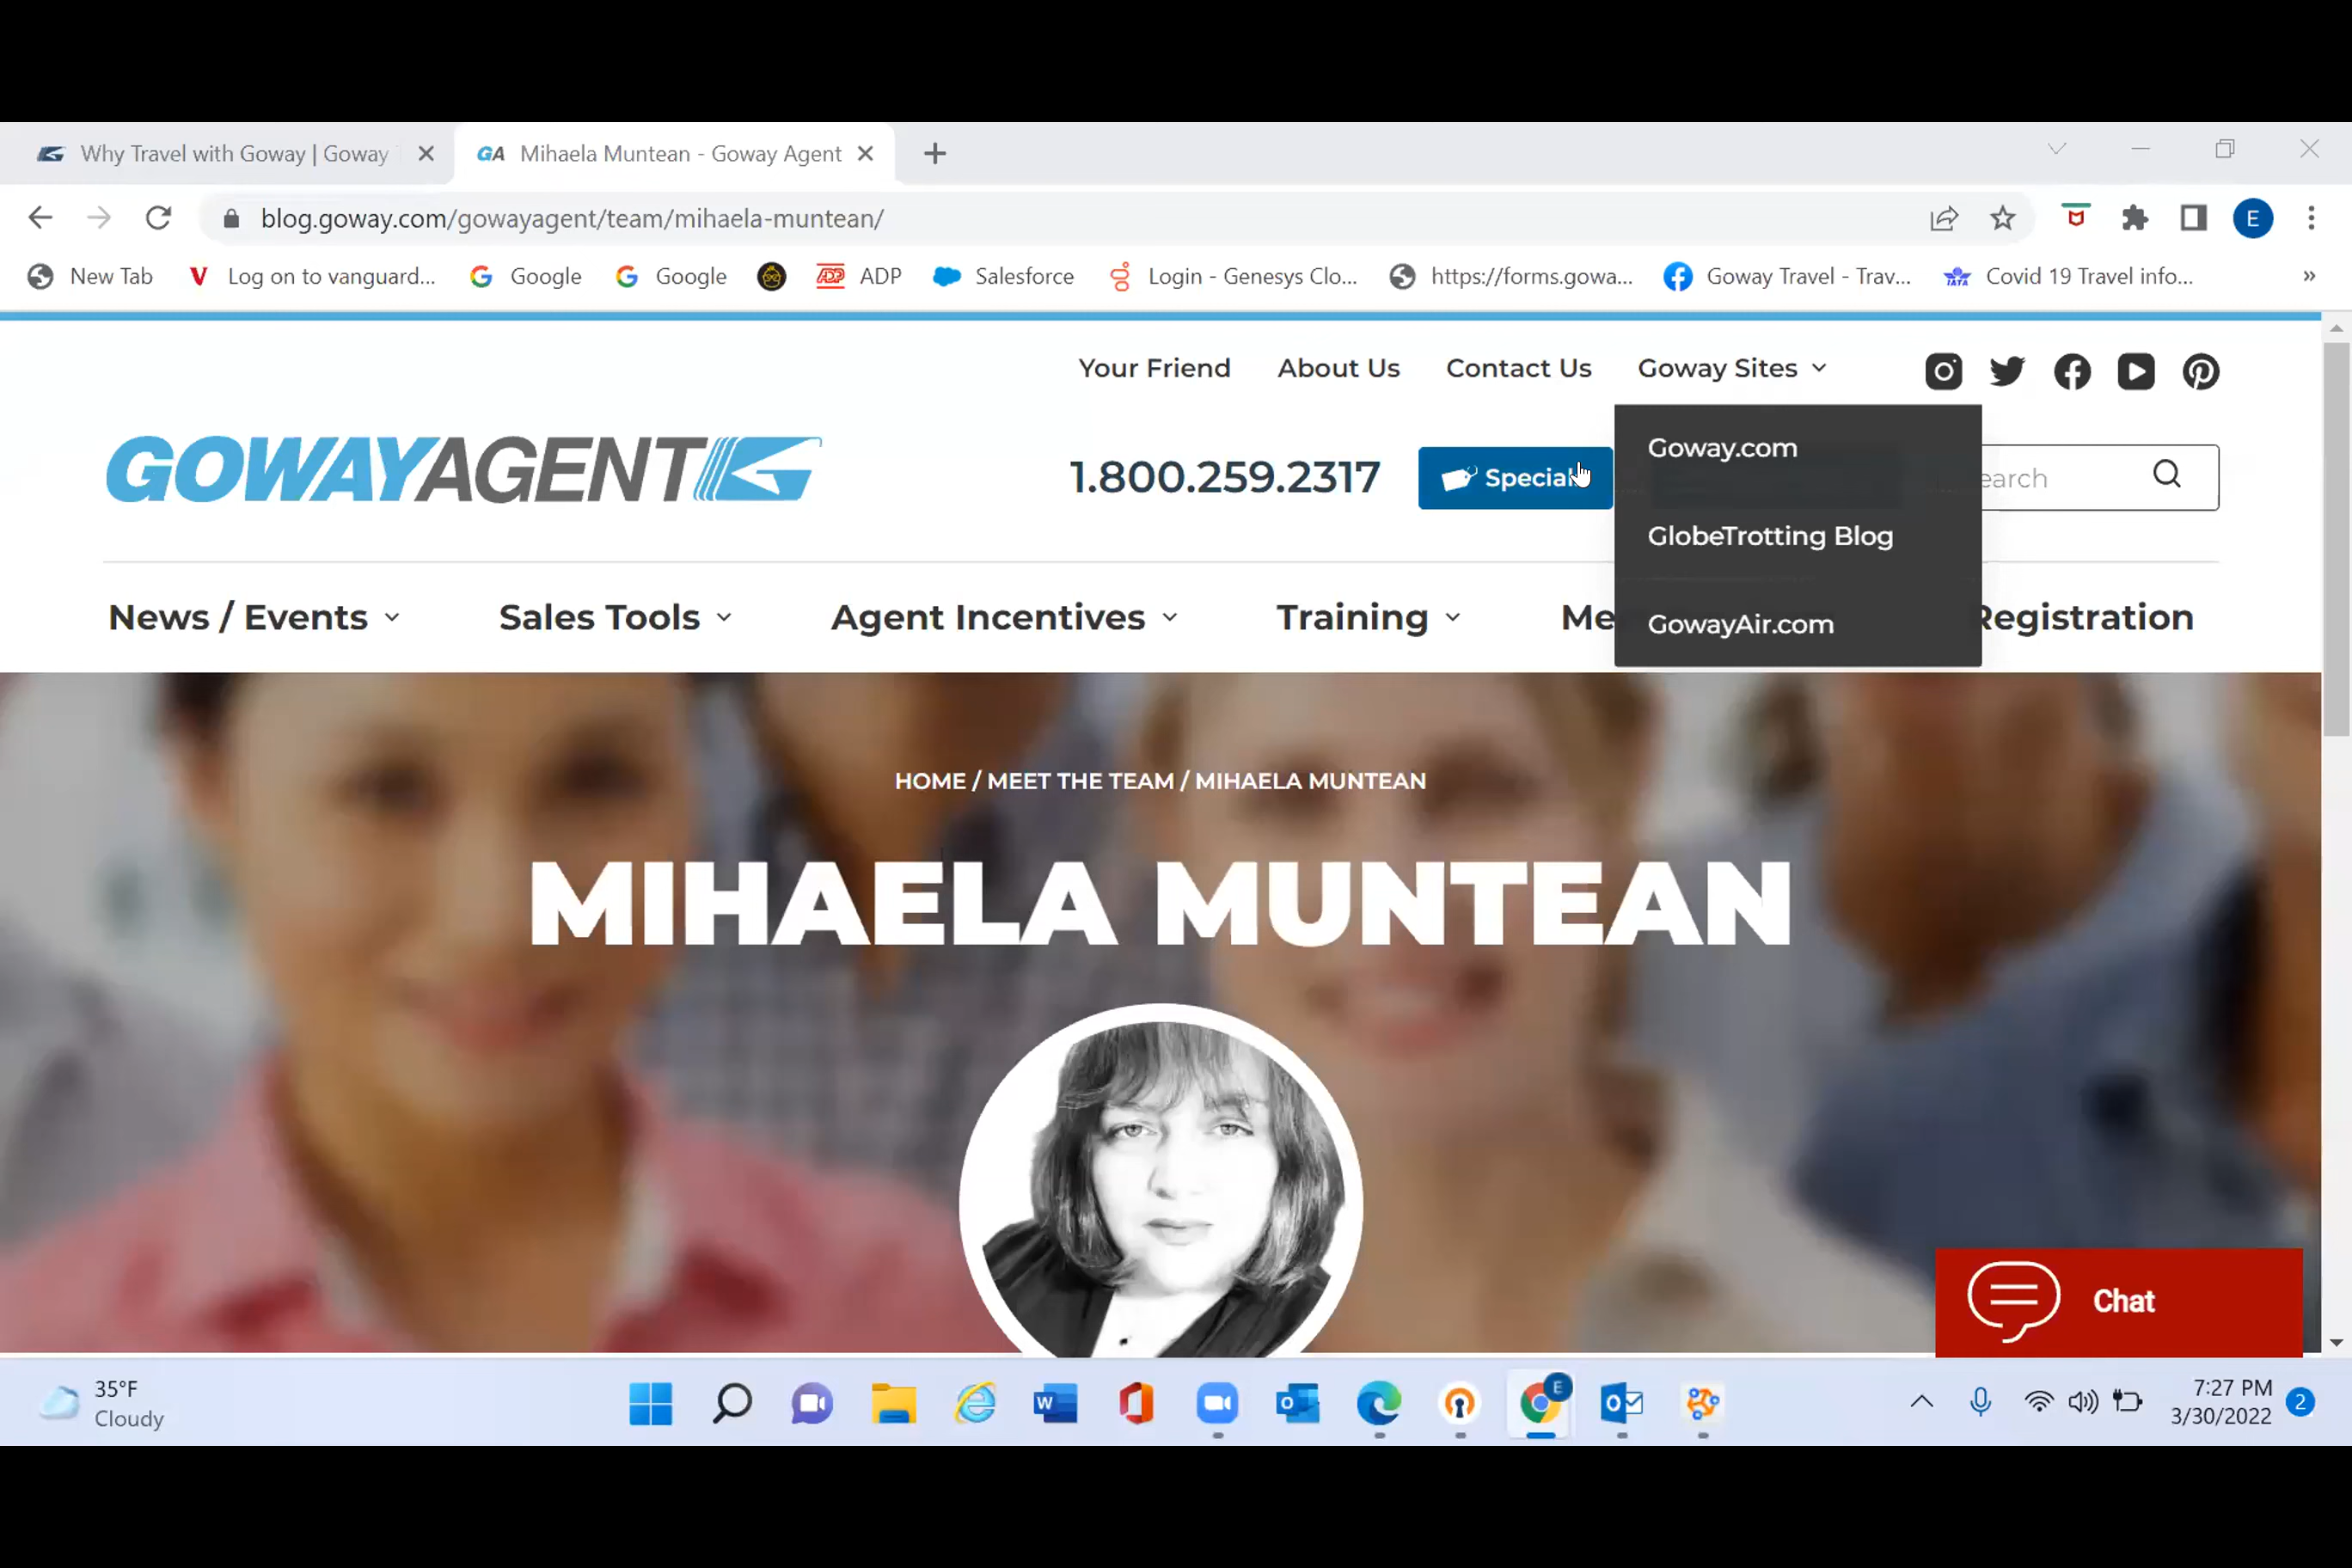 Why Travel with Goway | Goway
GA Mihaela Muntean - Goway Agent
blog.goway.com/gowayagent/team/mihaela-muntean/
E
New Tab
Log on to vanguard...
Google
Google
ADP
Salesforce
Login - Genesys Clo...
https://forms.gowa...
Goway Travel - Trav...
Covid 19 Travel info...
»
Your Friend
About Us
Contact Us
Goway Sites
GOWAYAGENT
1.800.259.2317
Special
earch
Goway.com
GlobeTrotting Blog
GowayAir.com
News / Events
Sales Tools
Agent Incentives
Training
Me
Registration
HOME / MEET THE TEAM / MIHAELA MUNTEAN
MIHAELA MUNTEAN
Chat
35°F
Cloudy
7:27 PM
3/30/2022
2